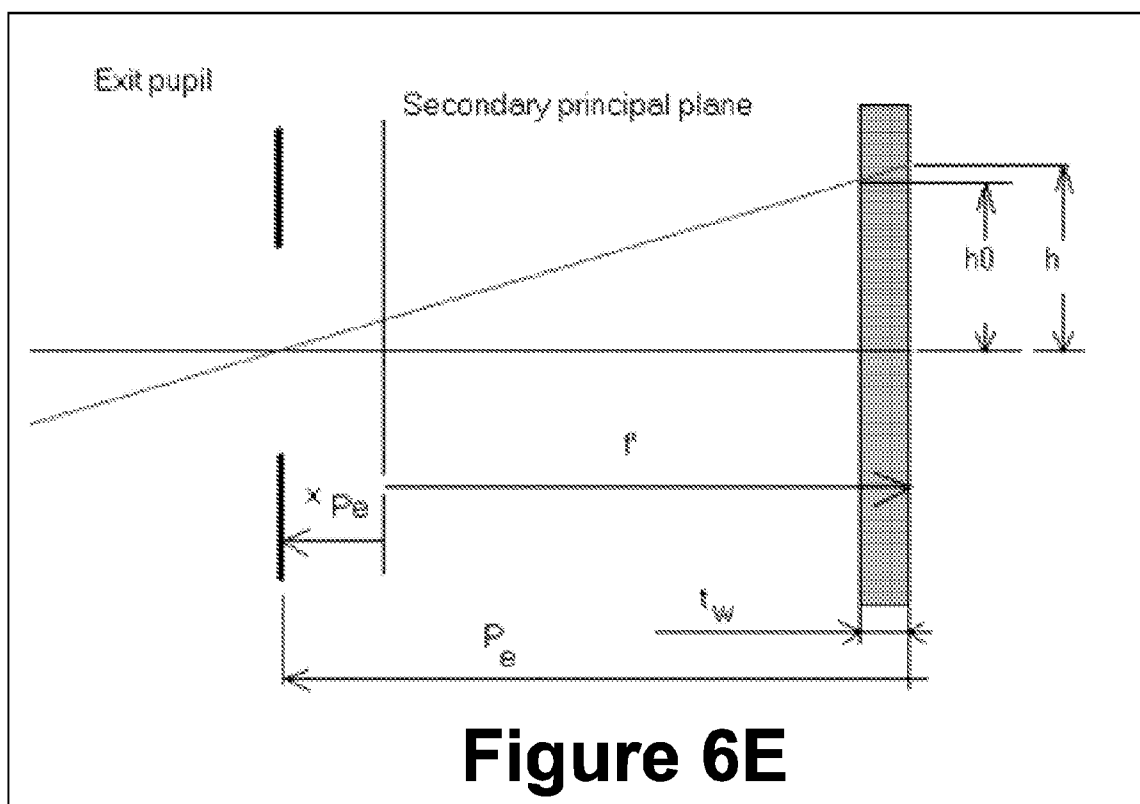 Exit pupil
Secondary principal plane
h0
h
f'
x Pe
tw
Pe
Figure 6E